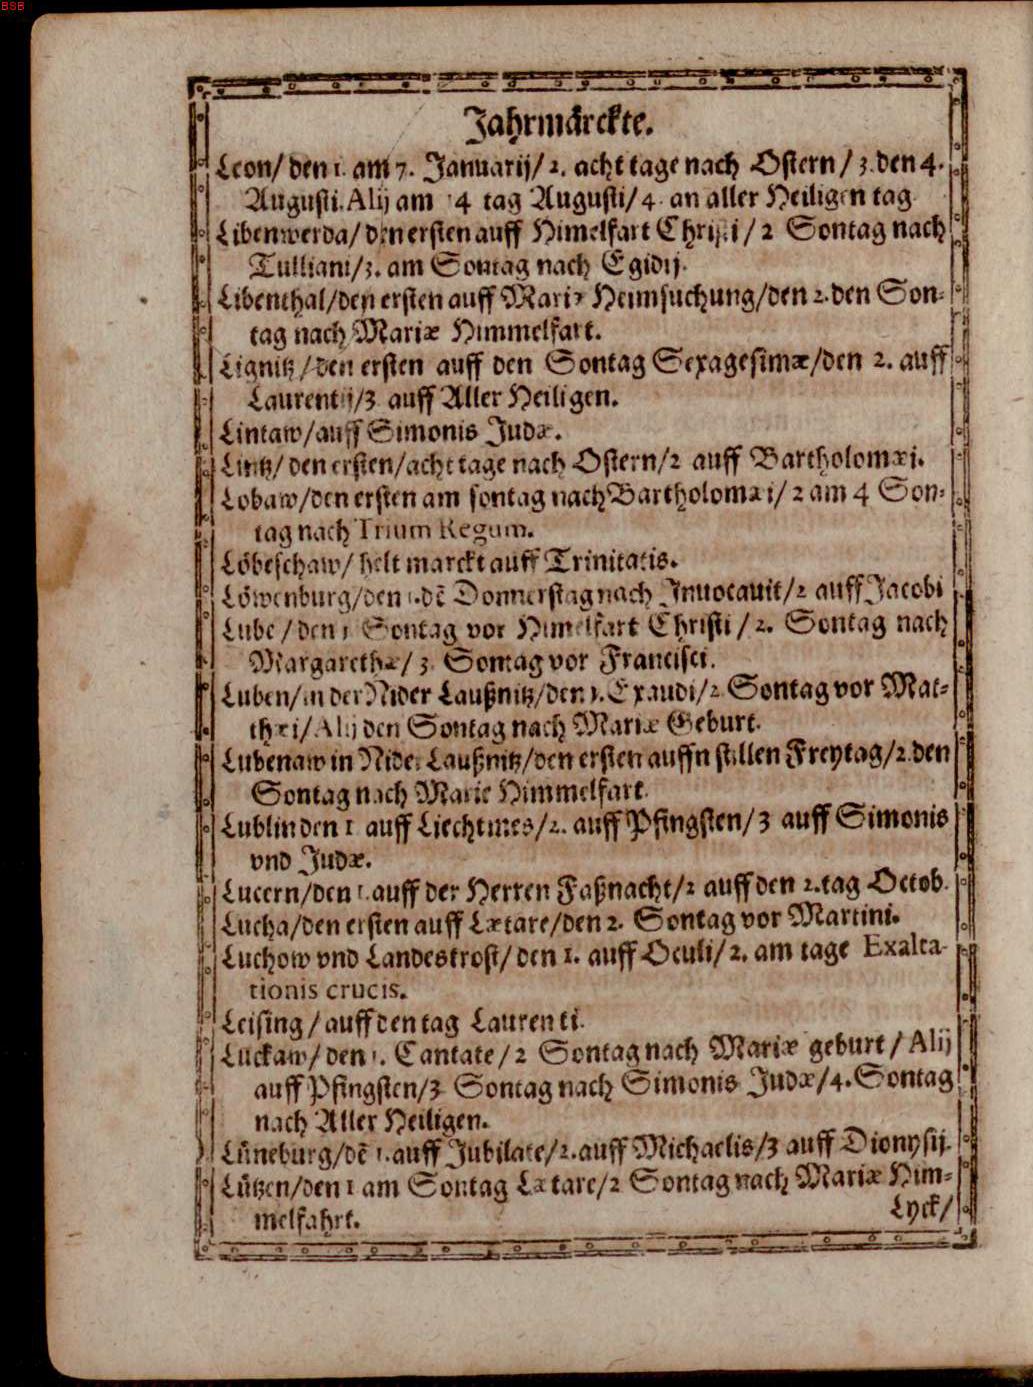 BSB
Jahrmärckte.
Leon/ den 1. am 7. Januarij/ 2. acht tage nach Ostern/ 3. den 4.
Augusti. Alij am 4 tag Augusti/ 4. an aller Heiligen tag
Libenwerda/ den ersten auff Himelfart Christi/ 2 Sontag nach
Tulliani/ 3. am Sontag nach Egidij.
Libenthal/ den ersten auff Mariæ Heimsuchung/ den 2. den Son-
tag nach Mariæ Himmelfart.
Lignitz/ den ersten auff den Sontag Sexagesimæ/ den 2. auff
Laurentij/ 3 auff Aller Heiligen.
Lintaw/ auff Simonis Judæ.
Lintz/ den ersten/ acht tage nach Ostern/ 2 auff Bartholomæi.
Lobaw/ den ersten am sontag nach Bartholomæi/ 2 am 4 Son-
tag nach Trium Regum.
Löbeschaw/ helt marckt auff Trinitatis.
Löwenburg/ den 1. dē Donnerstag nach Inuocauit/ 2 auff Jacobi
Lube/ den 1 Sontag vor Himelfart Christi/ 2. Sontag nach
Margarethæ/ 3 Sontag vor Francisci.
Luben/ in der Nider Laußnitz/ den 1. Exaudi/ 2 Sontag vor Mat-
thæi/ Alij den Sontag nach Mariæ Geburt.
Lubenaw in Nider Laußnitz/ den ersten auffn stillen Freytag/ 2. den
Sontag nach Marie Himmelfart.
Lublin den 1 auff Liechtmes/ 2. auff Pfingsten/ 3 auff Simonis
vnd Judæ.
Lucern/ den 1. auff der Herren Faßnacht/ 2 auff den 2. tag Octob.
Lucha/ den ersten auff Lætare/ den 2. Sontag vor Martini.
Luchow vnd Landestrost/ den 1. auff Oculi/ 2. am tage Exalta-
tionis crucis.
Leising/ auff den tag Laurenti.
Luckaw/ den 1. Cantate/ 2 Sontag nach Mariæ geburt/ Alij
auff Pfingsten/ 3 Sontag nach Simonis Judæ/ 4. Sontag
nach Aller Heiligen.
Lüneburg/ dē 1. auff Jubilate/ 2. auff Michaelis/ 3 auff Dionysij.
Lützen/ den 1 am Sontag Lætare/ 2 Sontag nach Mariæ Him-
melfahrt.
Lyck/